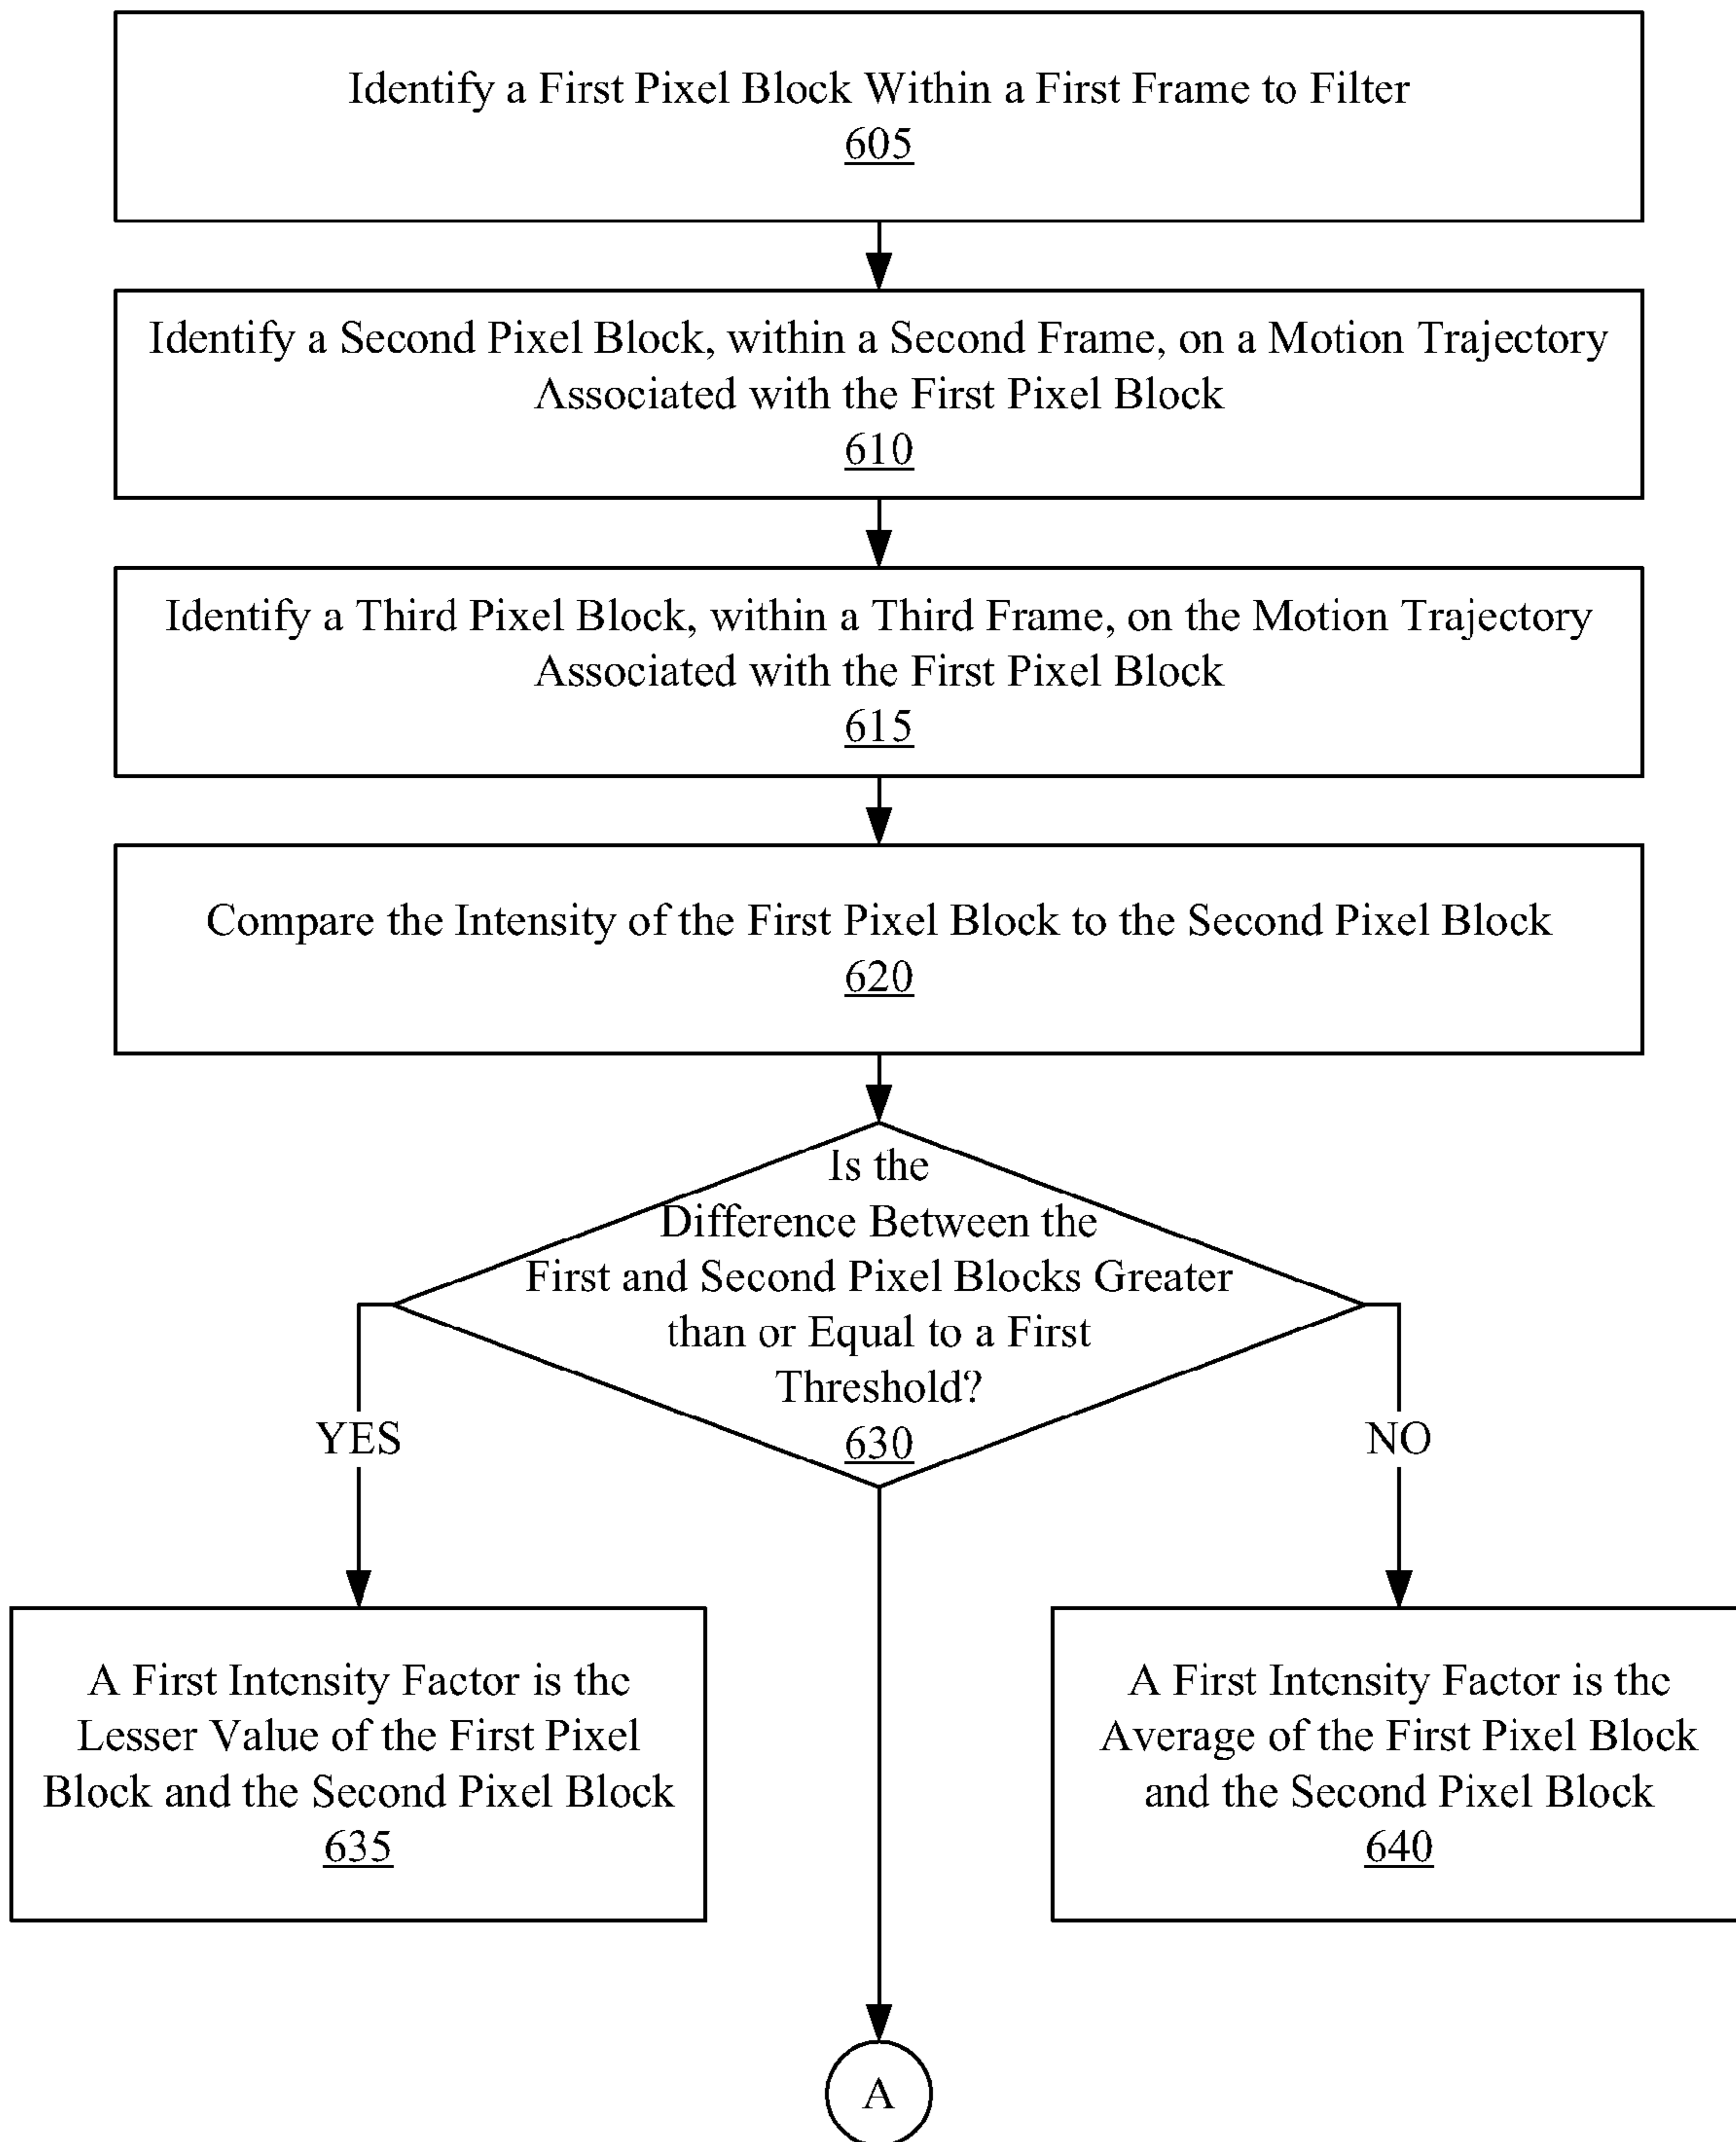 Identify a First Pixel Block Within a First Frame to Filter
605
Identify a Second Pixel Block, within a Second Frame, on a Motion Trajectory
Associated with the First Pixel Block
610
Identify a Third Pixel Block, within a Third Frame, on the Motion Trajectory
Associated with the First Pixel Block
615
Compare the Intensity of the First Pixel Block to the Second Pixel Block
620
Is the
Difference Between the
First and Second Pixel Blocks Greater
than or Equal to a First
Threshold?
630
YES
NO
A First Intensity Factor is the
Lesser Value of the First Pixel
Block and the Second Pixel Block
635
A First Intensity Factor is the
Average of the First Pixel Block
and the Second Pixel Block
640
A